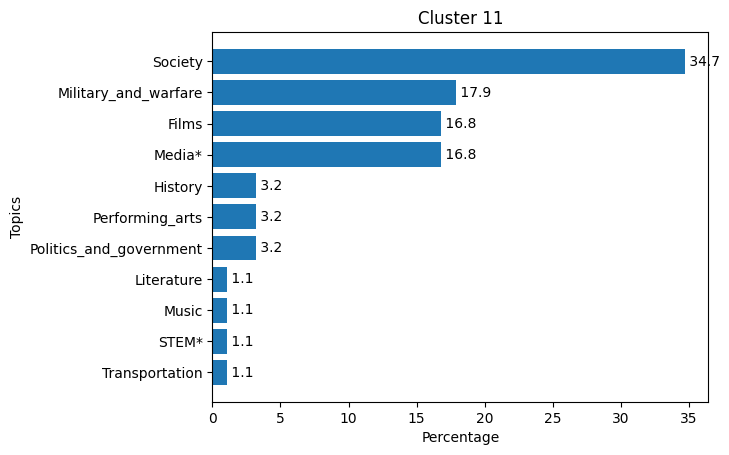 Cluster 11
Society 34.7
Military_and_warfare 17.9
Films 16.8
Media* 16.8
History 3.2
Performing_arts 3.2
Politics_and_government 3.2
Literature 1.1
Music 1.1
STEM* 1.1
Transportation 1.1
Topics
0 5 10 15 20 25 30 35
Percentage